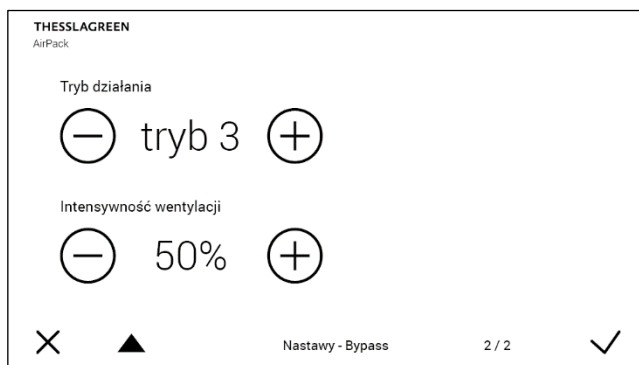 THESSLAGREEN
AirPack
Tryb działania
tryb 3
Intensywność wentylacji
50%
Nastawy - Bypass 2 / 2